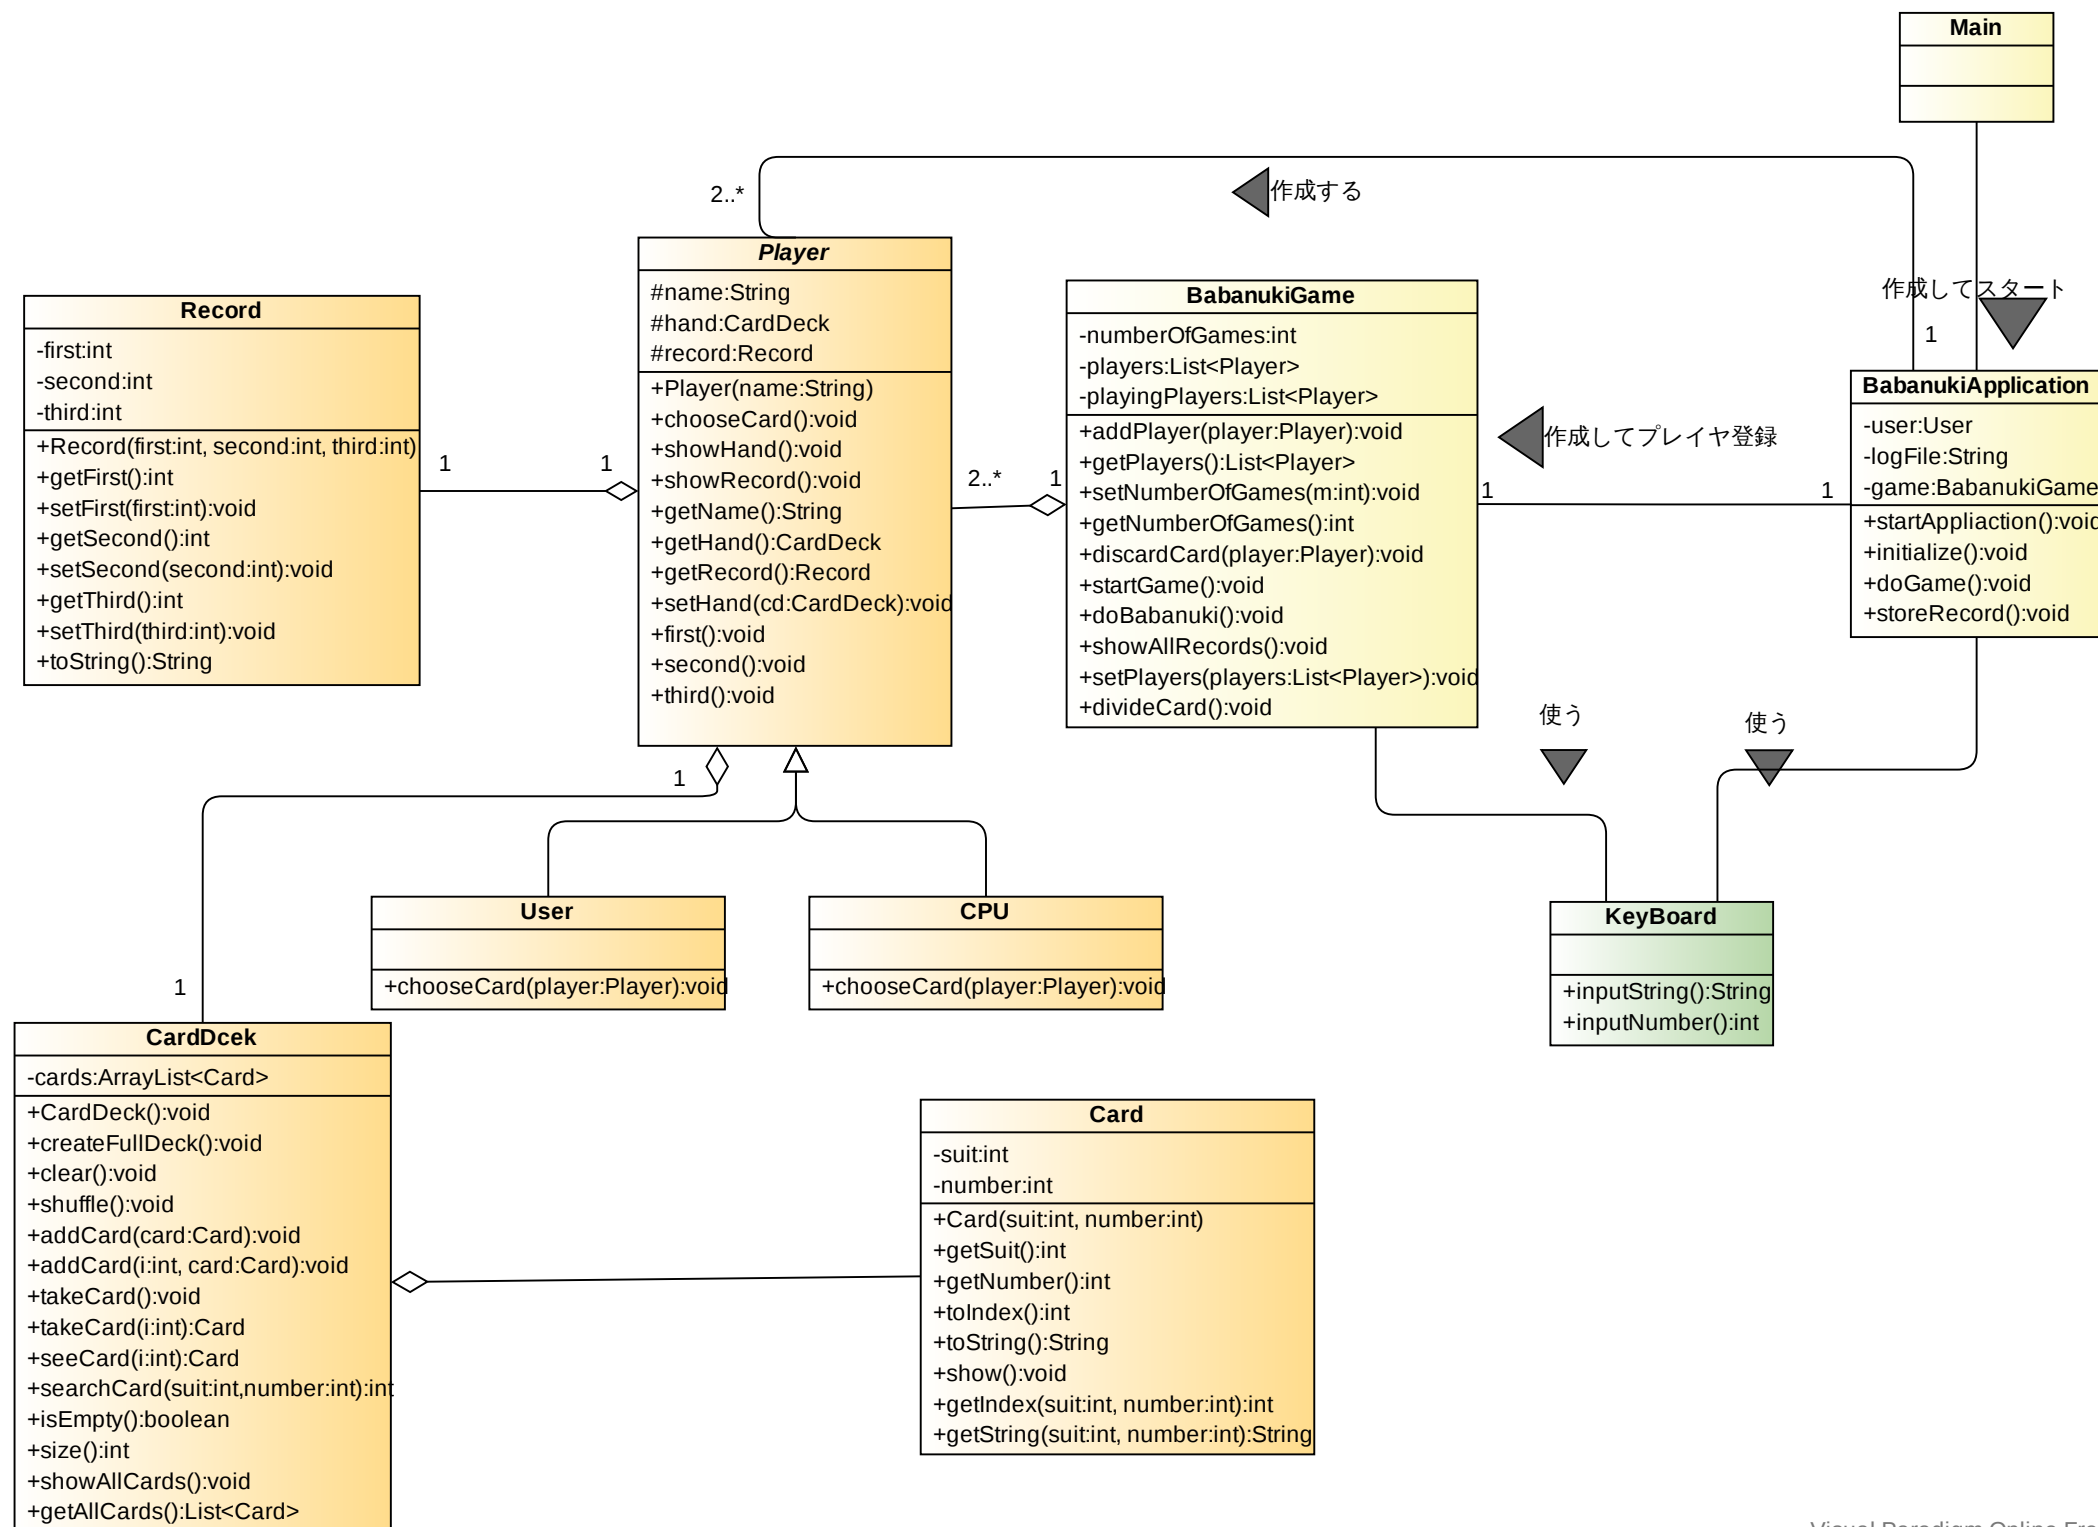 Main
2..*
作成する
作成してスタート
1
Player
#name:String
#hand:CardDeck
#record:Record
+Player(name:String)
+chooseCard():void
+showHand():void
+showRecord():void
+getName():String
+getHand():CardDeck
+getRecord():Record
+setHand(cd:CardDeck):void
+first():void
+second():void
+third():void
Record
-first:int
-second:int
-third:int
+Record(first:int, second:int, third:int)
+getFirst():int
+setFirst(first:int):void
+getSecond():int
+setSecond(second:int):void
+getThird():int
+setThird(third:int):void
+toString():String
1
1
BabanukiGame
-numberOfGames:int
-players:List<Player>
-playingPlayers:List<Player>
+addPlayer(player:Player):void
+getPlayers():List<Player>
+setNumberOfGames(m:int):void
+getNumberOfGames():int
+discardCard(player:Player):void
+startGame():void
+doBabanuki():void
+showAllRecords():void
+setPlayers(players:List<Player>):void
+divideCard():void
2..*
1
作成してプレイヤ登録
1
1
BabanukiApplication
-user:User
-logFile:String
-game:BabanukiGame
+startAppliaction():void
+initialize():void
+doGame():void
+storeRecord():void
使う
使う
1
1
User
+chooseCard(player:Player):void
CPU
+chooseCard(player:Player):void
KeyBoard
+inputString():String
+inputNumber():int
CardDcek
-cards:ArrayList<Card>
+CardDeck():void
+createFullDeck():void
+clear():void
+shuffle():void
+addCard(card:Card):void
+addCard(i:int, card:Card):void
+takeCard():void
+takeCard(i:int):Card
+seeCard(i:int):Card
+searchCard(suit:int,number:int):int
+isEmpty():boolean
+size():int
+showAllCards():void
+getAllCards():List<Card>
Card
-suit:int
-number:int
+Card(suit:int, number:int)
+getSuit():int
+getNumber():int
+toIndex():int
+toString():String
+show():void
+getIndex(suit:int, number:int):int
+getString(suit:int, number:int):String
Visual Paradigm Online